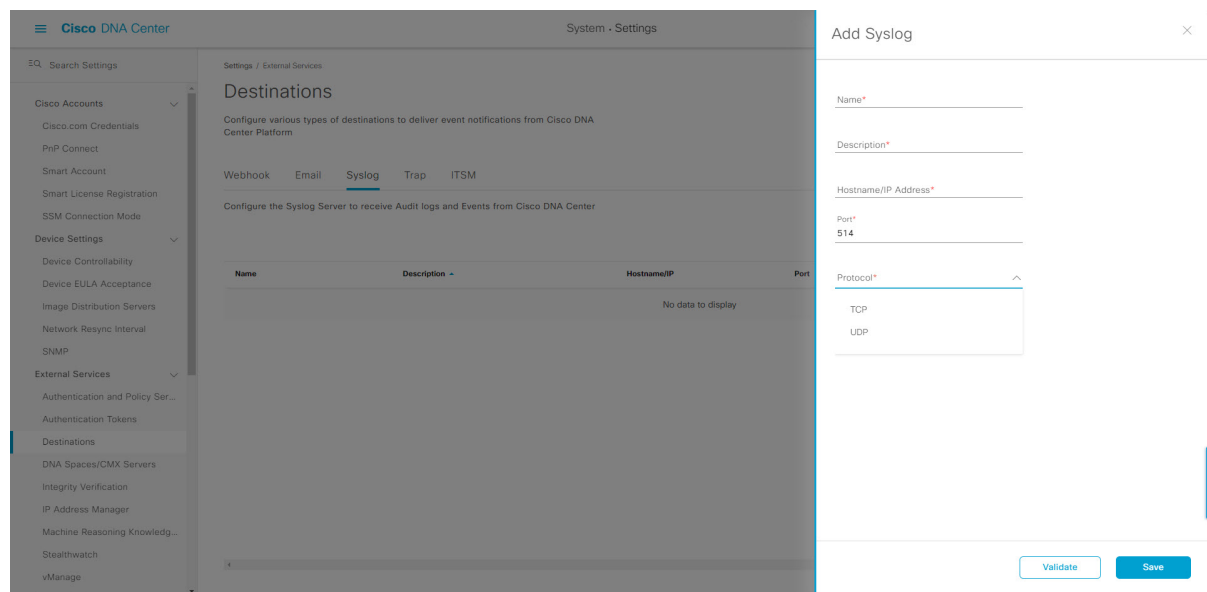 Cisco DNA Center
System · Settings
Search Settings
Cisco Accounts
Cisco.com Credentials
PnP Connect
Smart Account
Smart License Registration
SSM Connection Mode
Device Settings
Device Controllability
Device EULA Acceptance
Image Distribution Servers
Network Resync Interval
SNMP
External Services
Authentication and Policy Ser...
Authentication Tokens
Destinations
DNA Spaces/CMX Servers
Integrity Verification
IP Address Manager
Machine Reasoning Knowledg...
Stealthwatch
vManage
Settings / External Services
Destinations
Configure various types of destinations to deliver event notifications from Cisco DNA
Center Platform
Webhook Email Syslog Trap ITSM
Configure the Syslog Server to receive Audit logs and Events from Cisco DNA Center
Name Description Hostname/IP Port
No data to display
Add Syslog
Name*
Description*
Hostname/IP Address*
Port*
514
Protocol*
TCP
UDP
Validate Save